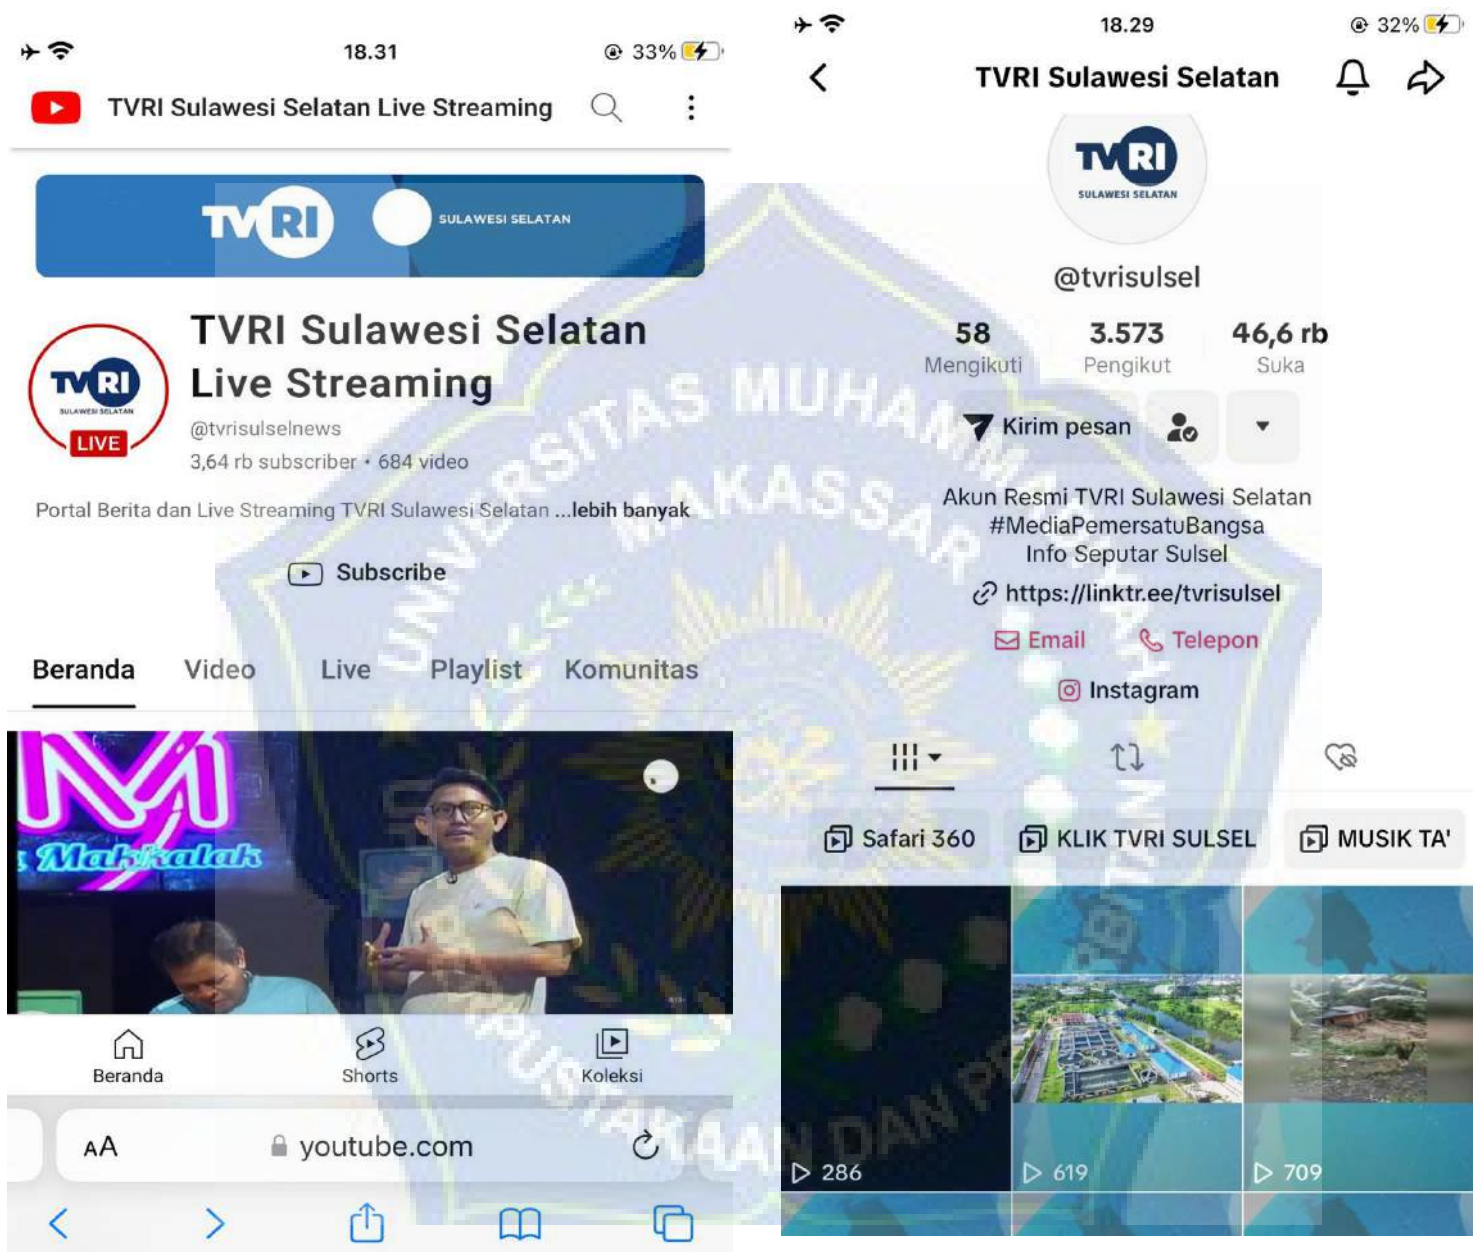 18.31
33%
TVRI Sulawesi Selatan Live Streaming
TVRI
SULAWESI SELATAN
TVRI
SULAWESI SELATAN
LIVE
TVRI Sulawesi Selatan
Live Streaming
@tvrisulselnews
3,64 rb subscriber • 684 video
Portal Berita dan Live Streaming TVRI Sulawesi Selatan ...lebih banyak
Subscribe
Beranda Video Live Playlist Komunitas
Makkalak
Beranda Shorts Koleksi
AA youtube.com
18.29
32%
TVRI Sulawesi Selatan
TVRI
SULAWESI SELATAN
@tvrisulsel
58 3.573 46,6 rb
Mengikuti Pengikut Suka
Kirim pesan
Akun Resmi TVRI Sulawesi Selatan
#MediaPemersatuBangsa
Info Seputar Sulsel
https://linktr.ee/tvrisulsel
Email Telepon
Instagram
Safari 360 KLIK TVRI SULSEL MUSIK TA'
286 619 709
UNIVERSITAS MUHAMMADIYAH
MAKASSAR